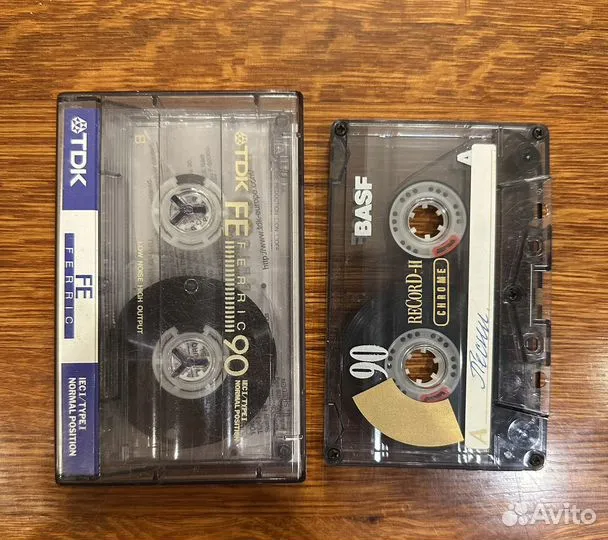 TDK
FE
FERRIC
IEC I/TYPE I
NORMAL POSITION
B
TDK
FE
FERRIC
90
LOW NOISE HIGH OUTPUT
IEC I/TYPE I
NORMAL POSITION
BASF
RECORD-II
CHROME
90
A
A
Песни.
Avito